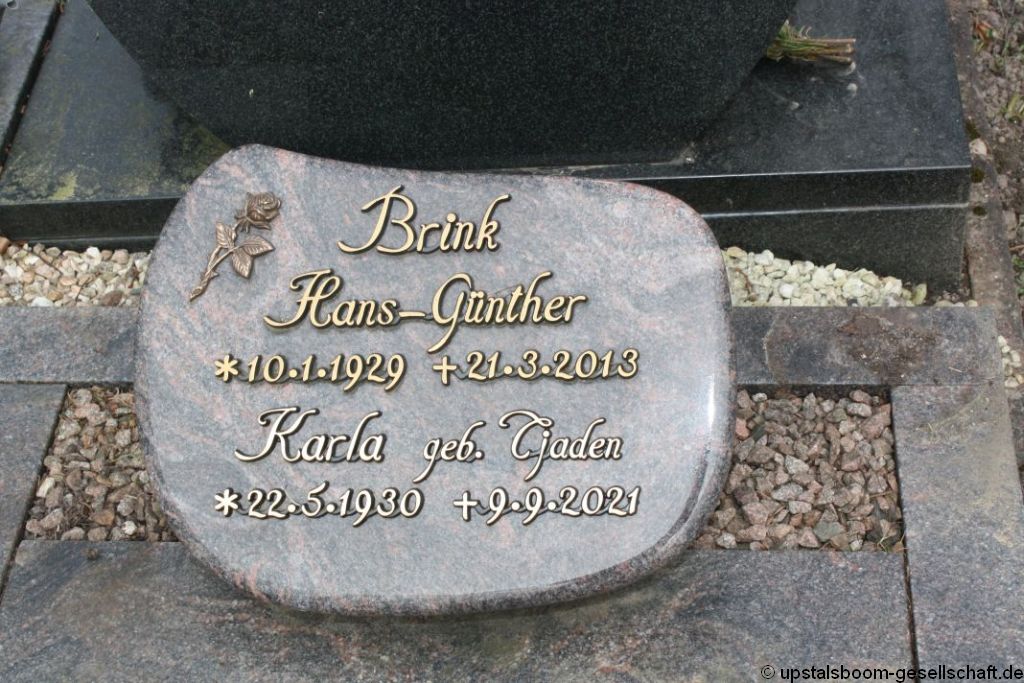 Brink
Hans-Günther
*10.1.1929 +21.3.2013
Karla geb. Tjaden
*22.5.1930 +9.9.2021
© upstalsboom-gesellschaft.de